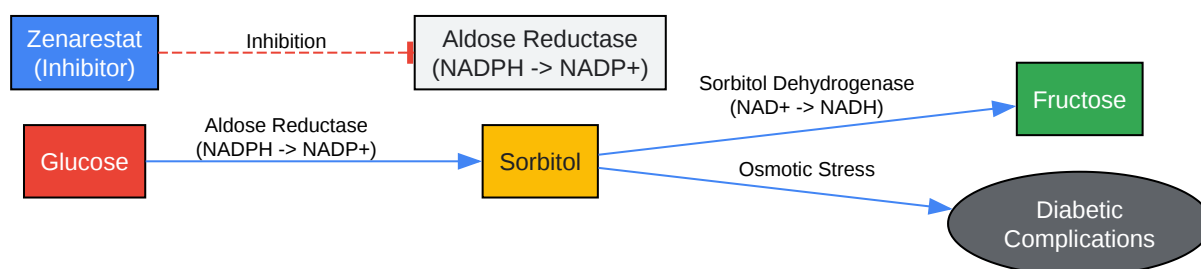 Zenarestat
(Inhibitor)
Inhibition
Aldose Reductase
(NADPH -> NADP+)
Glucose
Aldose Reductase
(NADPH -> NADP+)
Sorbitol
Sorbitol Dehydrogenase
(NAD+ -> NADH)
Fructose
Osmotic Stress
Diabetic
Complications